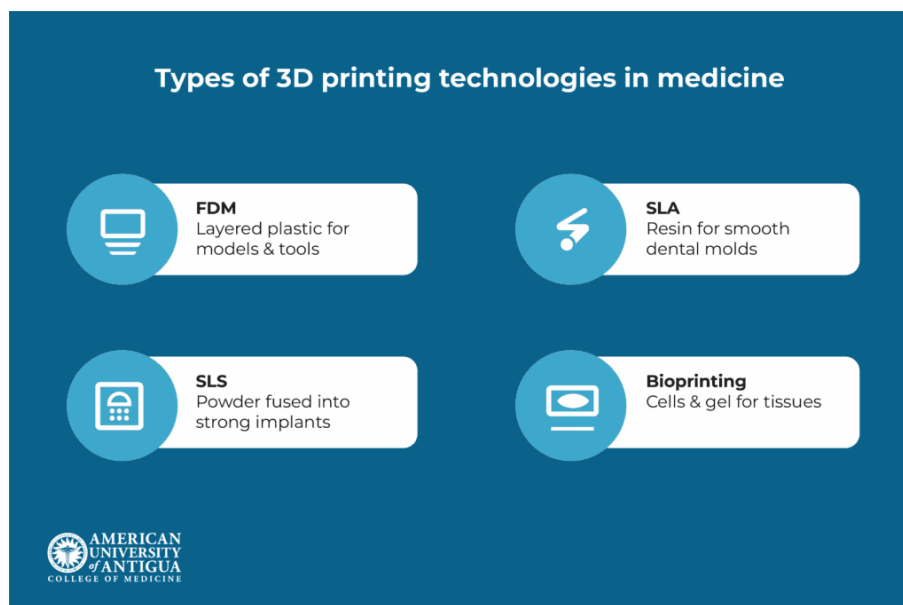 Types of 3D printing technologies in medicine
FDM
Layered plastic for
models & tools
SLA
Resin for smooth
dental molds
SLS
Powder fused into
strong implants
Bioprinting
Cells & gel for tissues
AMERICAN
UNIVERSITY
of ANTIGUA
COLLEGE OF MEDICINE